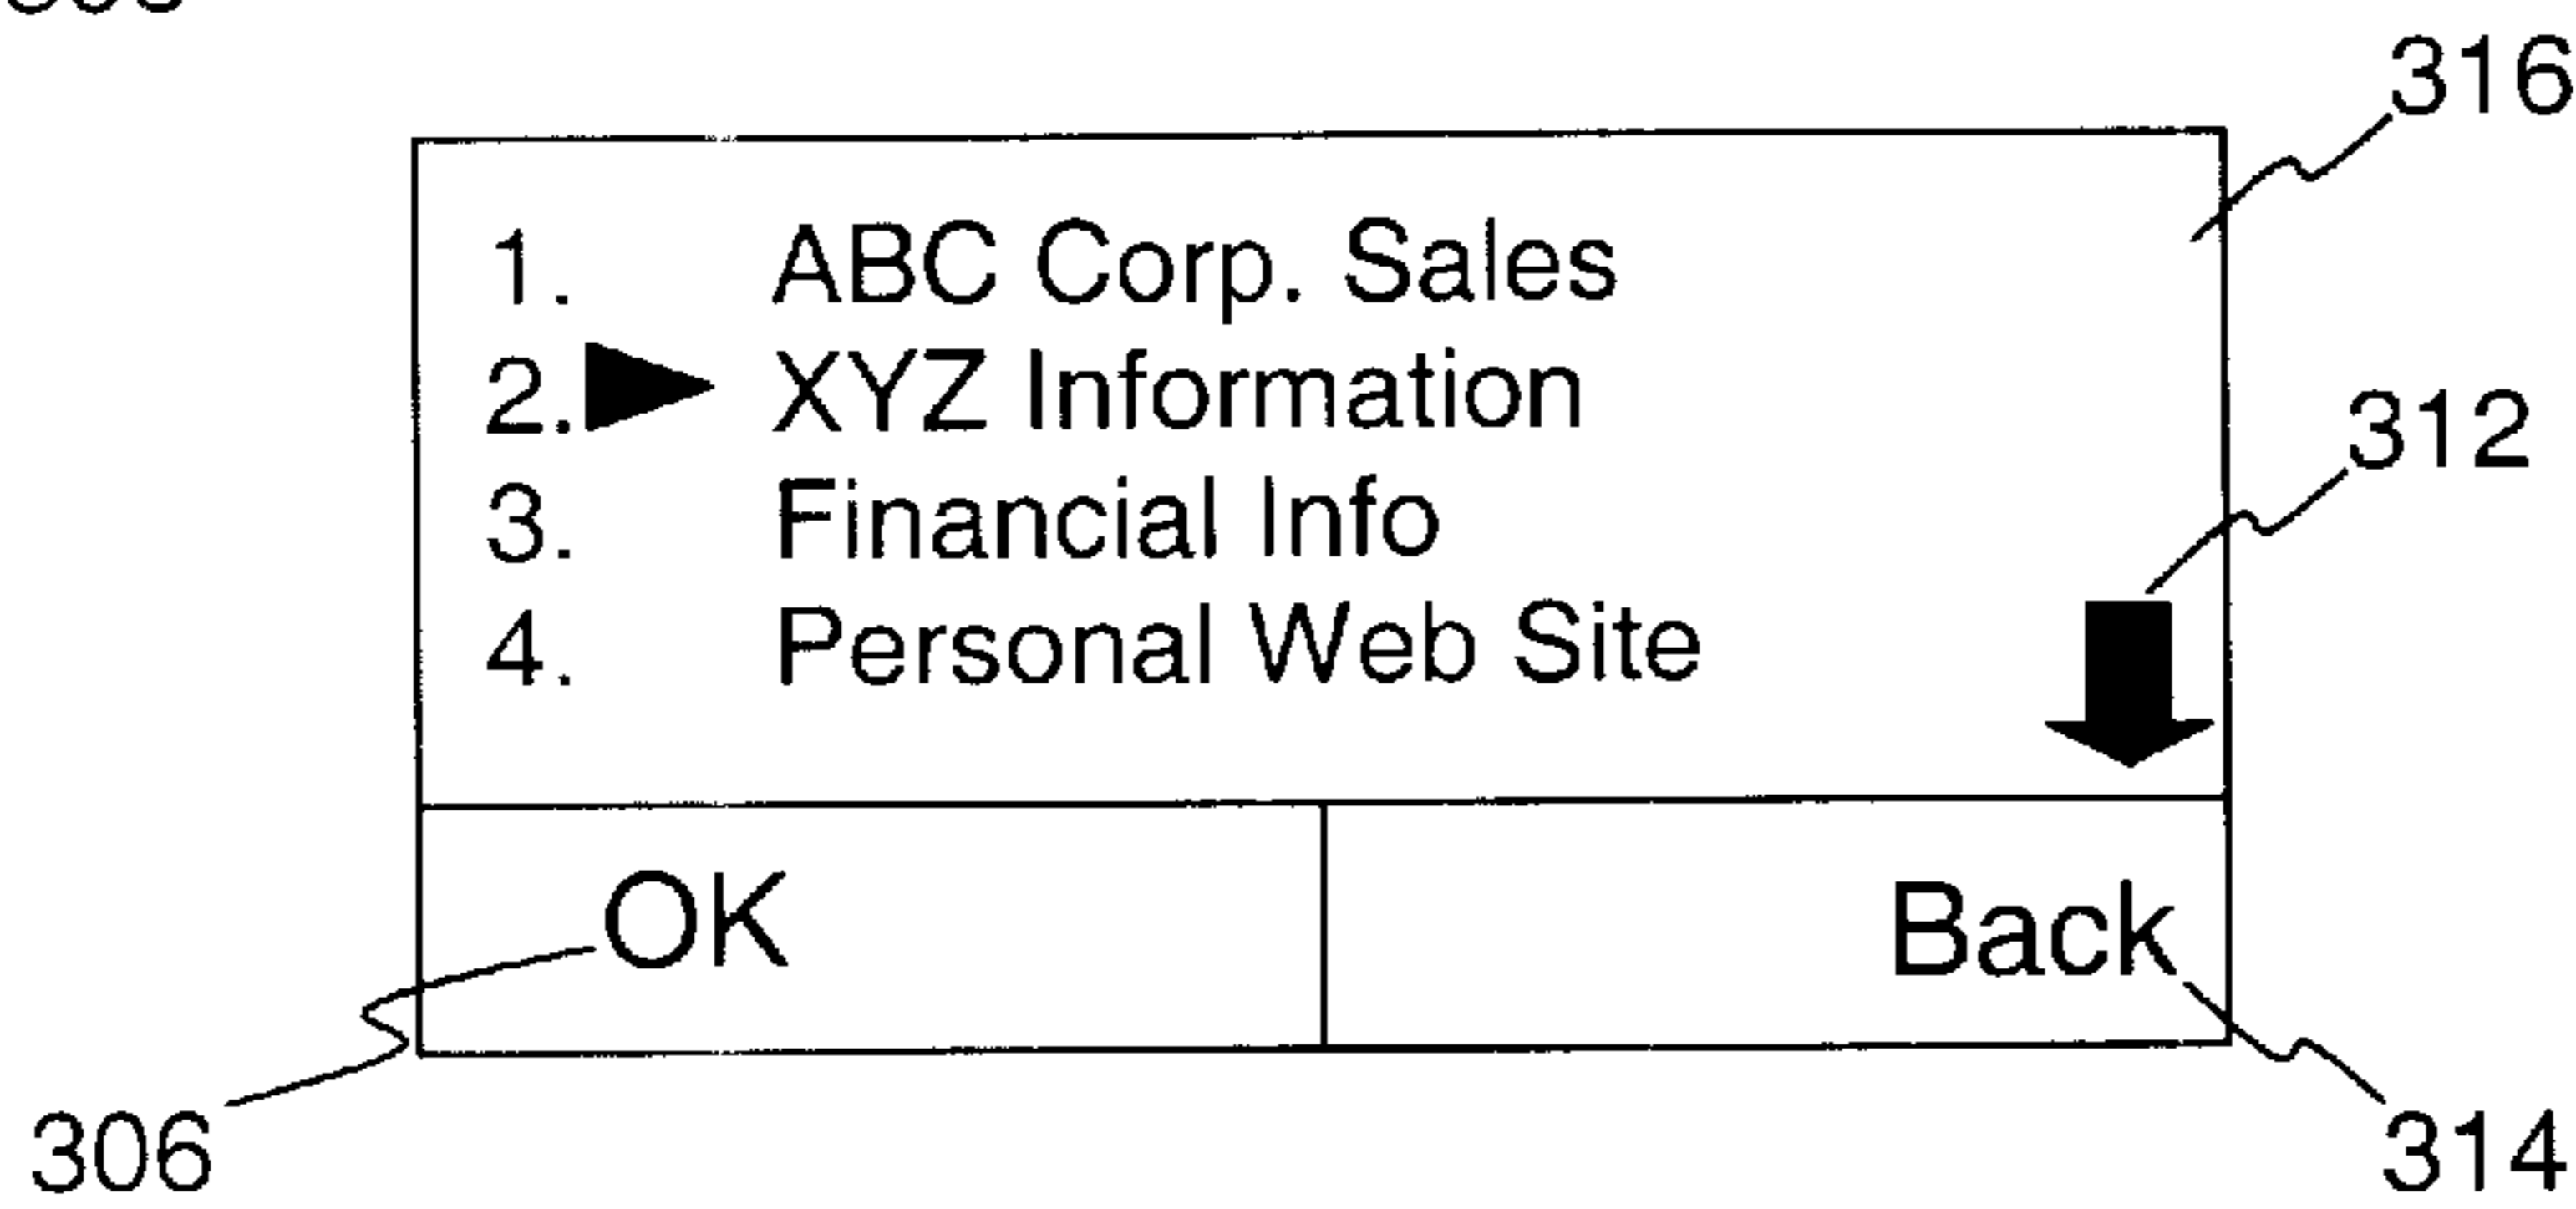 316
1. ABC Corp. Sales
2. XYZ Information
312
3. Financial Info
4. Personal Web Site
OK Back
306 314